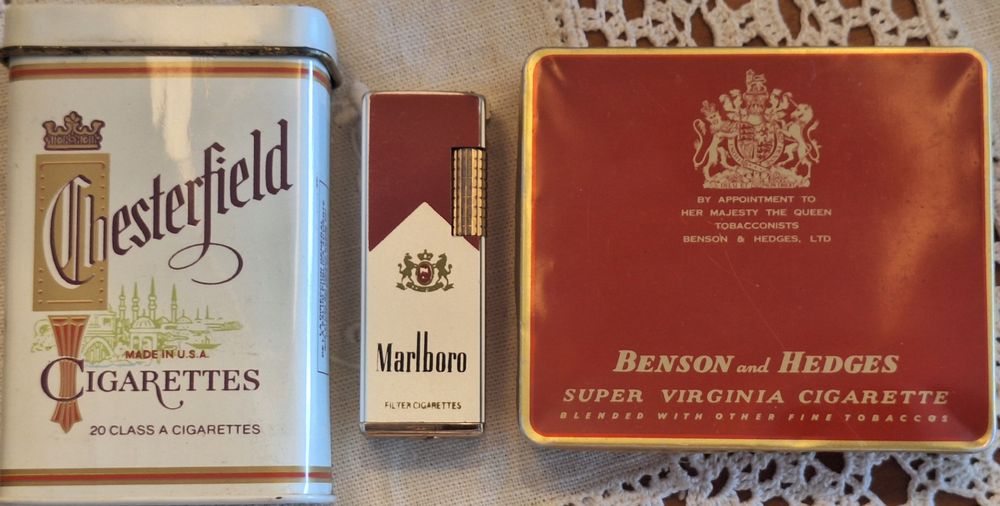 Chesterfield
MADE IN U.S.A.
CIGARETTES
20 CLASS A CIGARETTES
Marlboro
FILTER CIGARETTES
BY APPOINTMENT TO
HER MAJESTY THE QUEEN
TOBACCONISTS
BENSON & HEDGES, LTD
BENSON and HEDGES
SUPER VIRGINIA CIGARETTE
BLENDED WITH OTHER FINE TOBACCOS